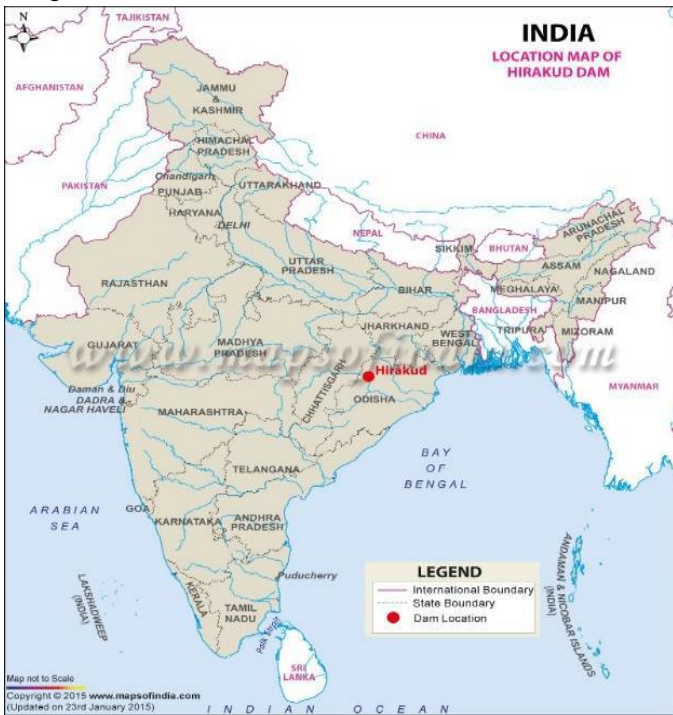 N
INDIA
LOCATION MAP OF
HIRAKUD DAM
TAJIKISTAN
AFGHANISTAN
JAMMU
&
KASHMIR
CHINA
HIMACHAL
PRADESH
Chandigarh
PAKISTAN
PUNJAB
UTTARAKHAND
HARYANA
DELHI
NEPAL
ARUNACHAL
PRADESH
SIKKIM
BHUTAN
UTTAR
PRADESH
ASSAM
NAGALAND
RAJASTHAN
BIHAR
MEGHALAYA
MANIPUR
BANGLADESH
JHARKHAND
WEST
BENGAL
TRIPURA
MIZORAM
GUJARAT
MADHYA
PRADESH
www.mapsofindia.com
Hirakud
MYANMAR
Daman & Diu
DADRA &
NAGAR HAVELI
CHHATTISGARH
ODISHA
MAHARASHTRA
BAY
OF
BENGAL
TELANGANA
ARABIAN
SEA
GOA
KARNATAKA
ANDHRA
PRADESH
ANDAMAN & NICOBAR ISLANDS
(INDIA)
LAKSHADWEEP
(INDIA)
Puducherry
KERALA
TAMIL
NADU
Palk Strait
SRI
LANKA
LEGEND
International Boundary
State Boundary
Dam Location
Map not to Scale
Copyright © 2015 www.mapsofindia.com
(Updated on 23rd January 2015)
INDIAN OCEAN